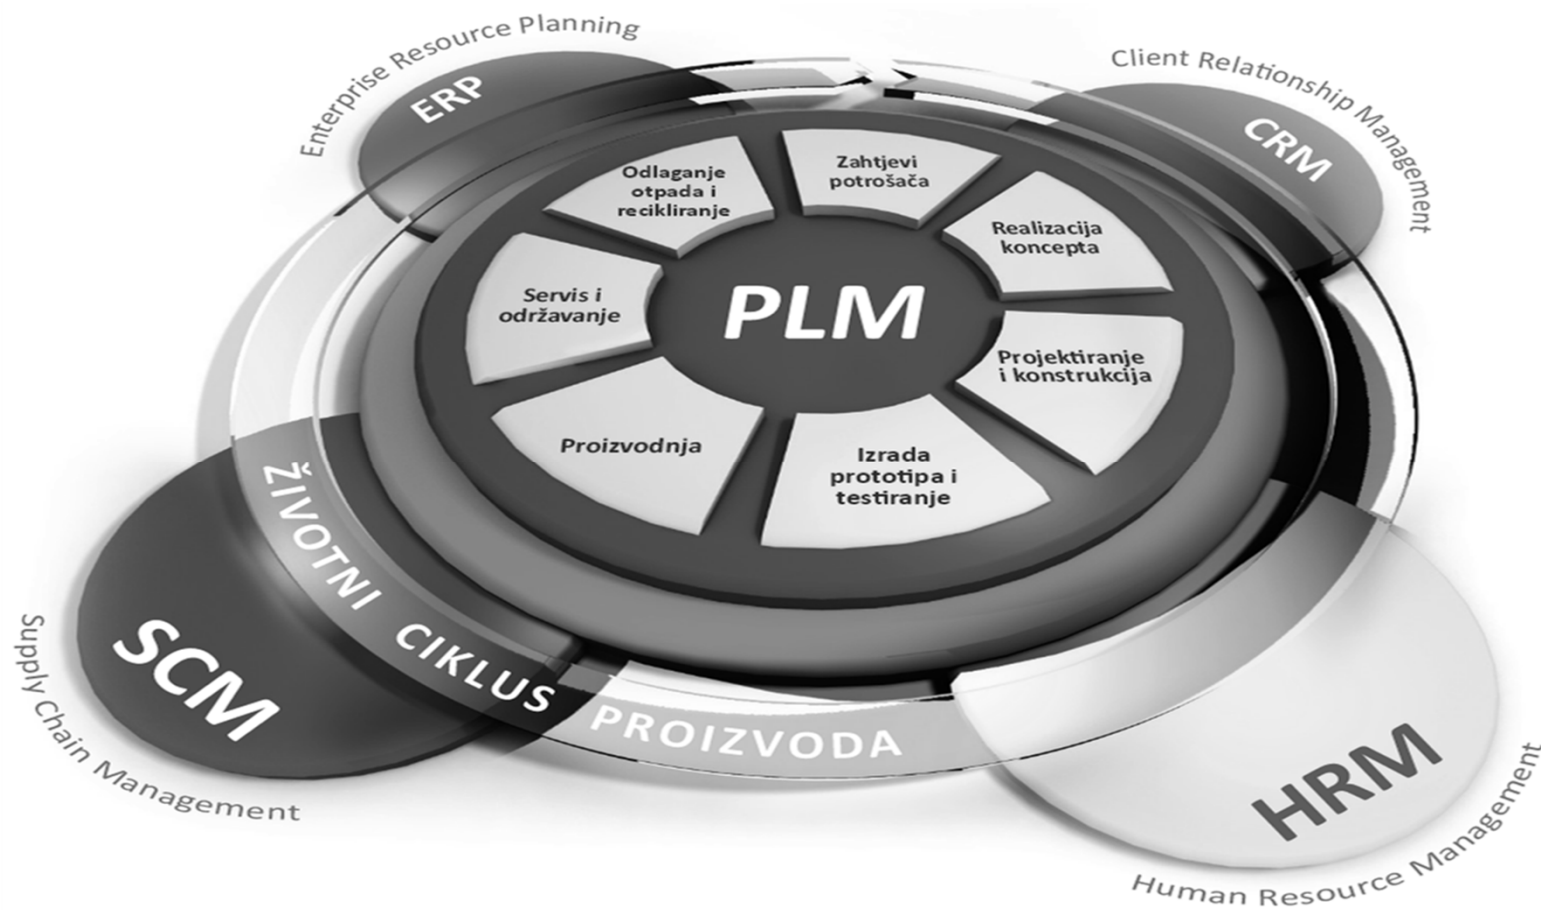 Enterprise Resource Planning
ERP
Client Relationship Management
CRM
Zahtjevi
potrošača
Realizacija
koncepta
Projektiranje
i konstrukcija
Izrada
prototipa i
testiranje
Proizvodnja
Servis i
održavanje
Odlaganje
otpada i
recikliranje
PLM
ŽIVOTNI CIKLUS PROIZVODA
SCM
Supply Chain Management
HRM
Human Resource Management